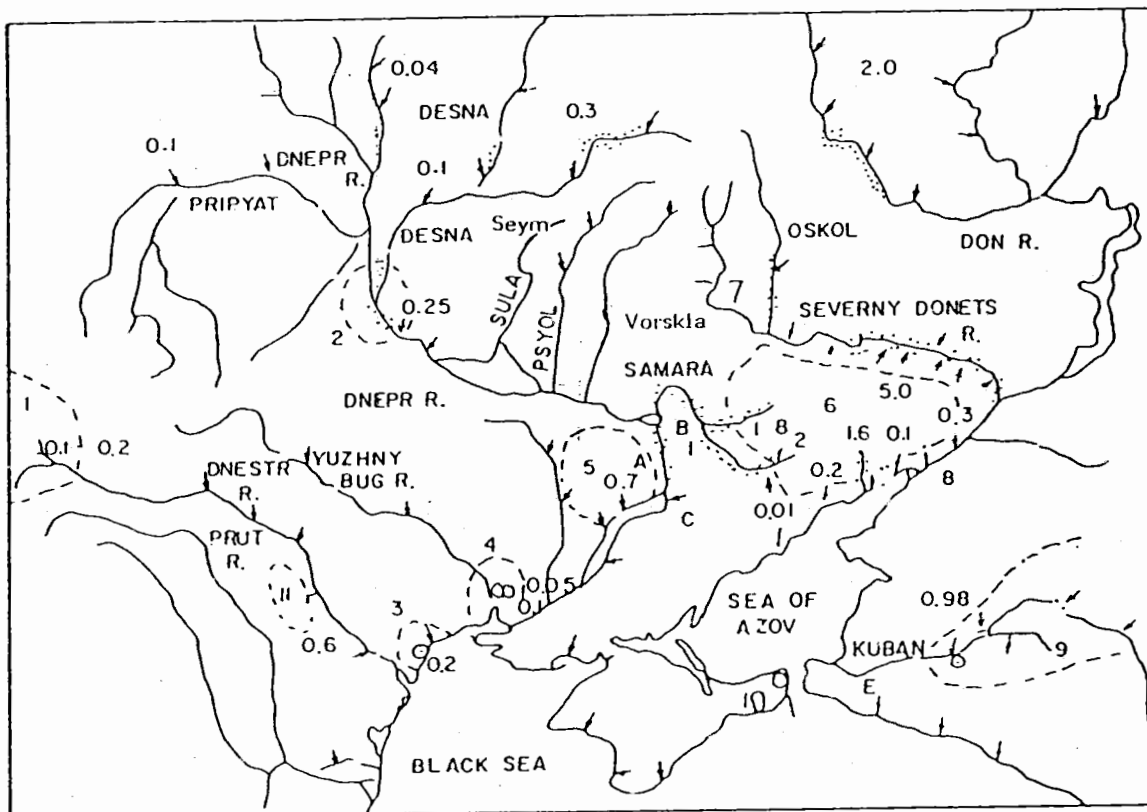 0.04
2.0
DESNA
0.3
0.1
DNEPR
R.
0.1
PRIPYAT
DESNA
Seym
OSKOL
DON R.
SULA
PSYOL
7
0.25
2
Vorskla
SEVERNY DONETS
R.
SAMARA
DNEPR R.
5.0
6
1
0.3
0.1
0.2
B
1
1 8
2
1.6
0.1
YUZHNY
BUG R.
DNESTR
R.
5
A
0.7
0.2
8
C
0.01
PRUT
R.
4
11
0.05
0.1
SEA OF
AZOV
0.98
3
0.6
0.2
KUBAN
9
E
10
BLACK SEA